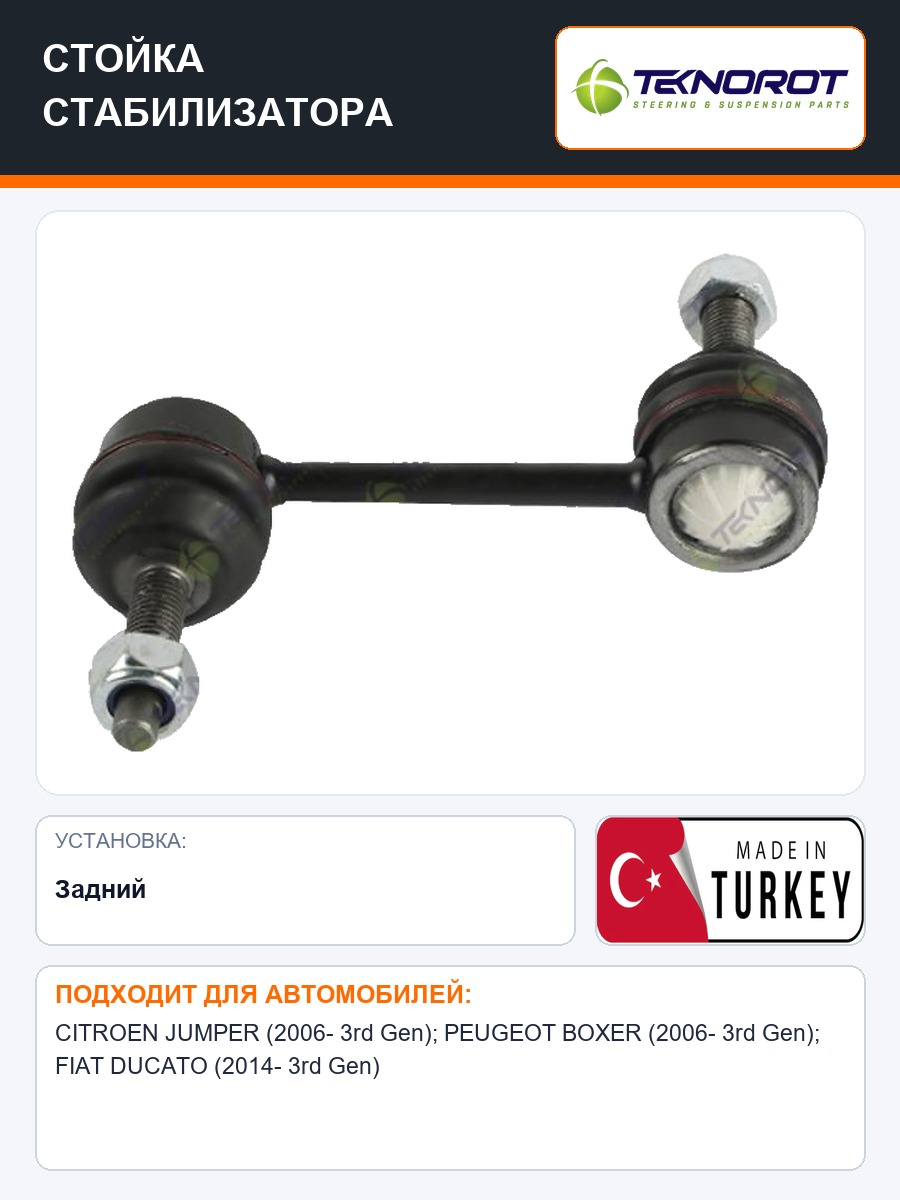 СТОЙКА
СТАБИЛИЗАТОРА
TEKNOROT
STEERING & SUSPENSION PARTS
УСТАНОВКА:
Задний
MADE IN
TURKEY
ПОДХОДИТ ДЛЯ АВТОМОБИЛЕЙ:
CITROEN JUMPER (2006- 3rd Gen); PEUGEOT BOXER (2006- 3rd Gen);
FIAT DUCATO (2014- 3rd Gen)